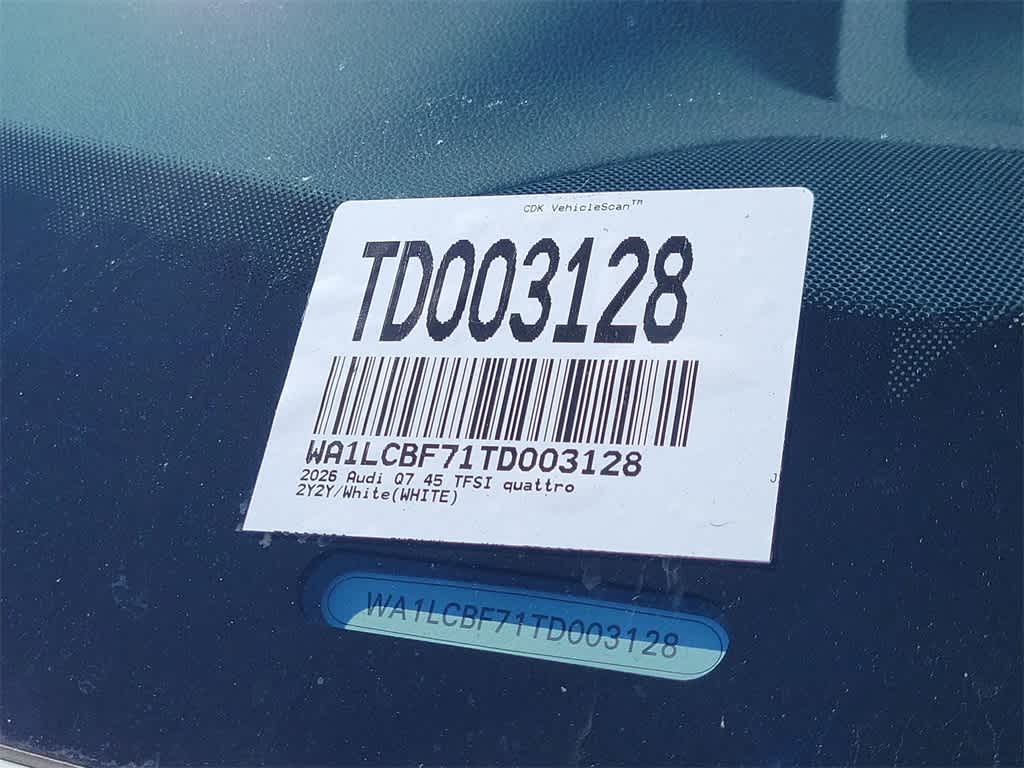 CDK VehicleScan™
TD003128
WA1LCBF71TD003128
2026 Audi Q7 45 TFSI quattro
2Y2Y/White(WHITE)
J
WA1LCBF71TD003128